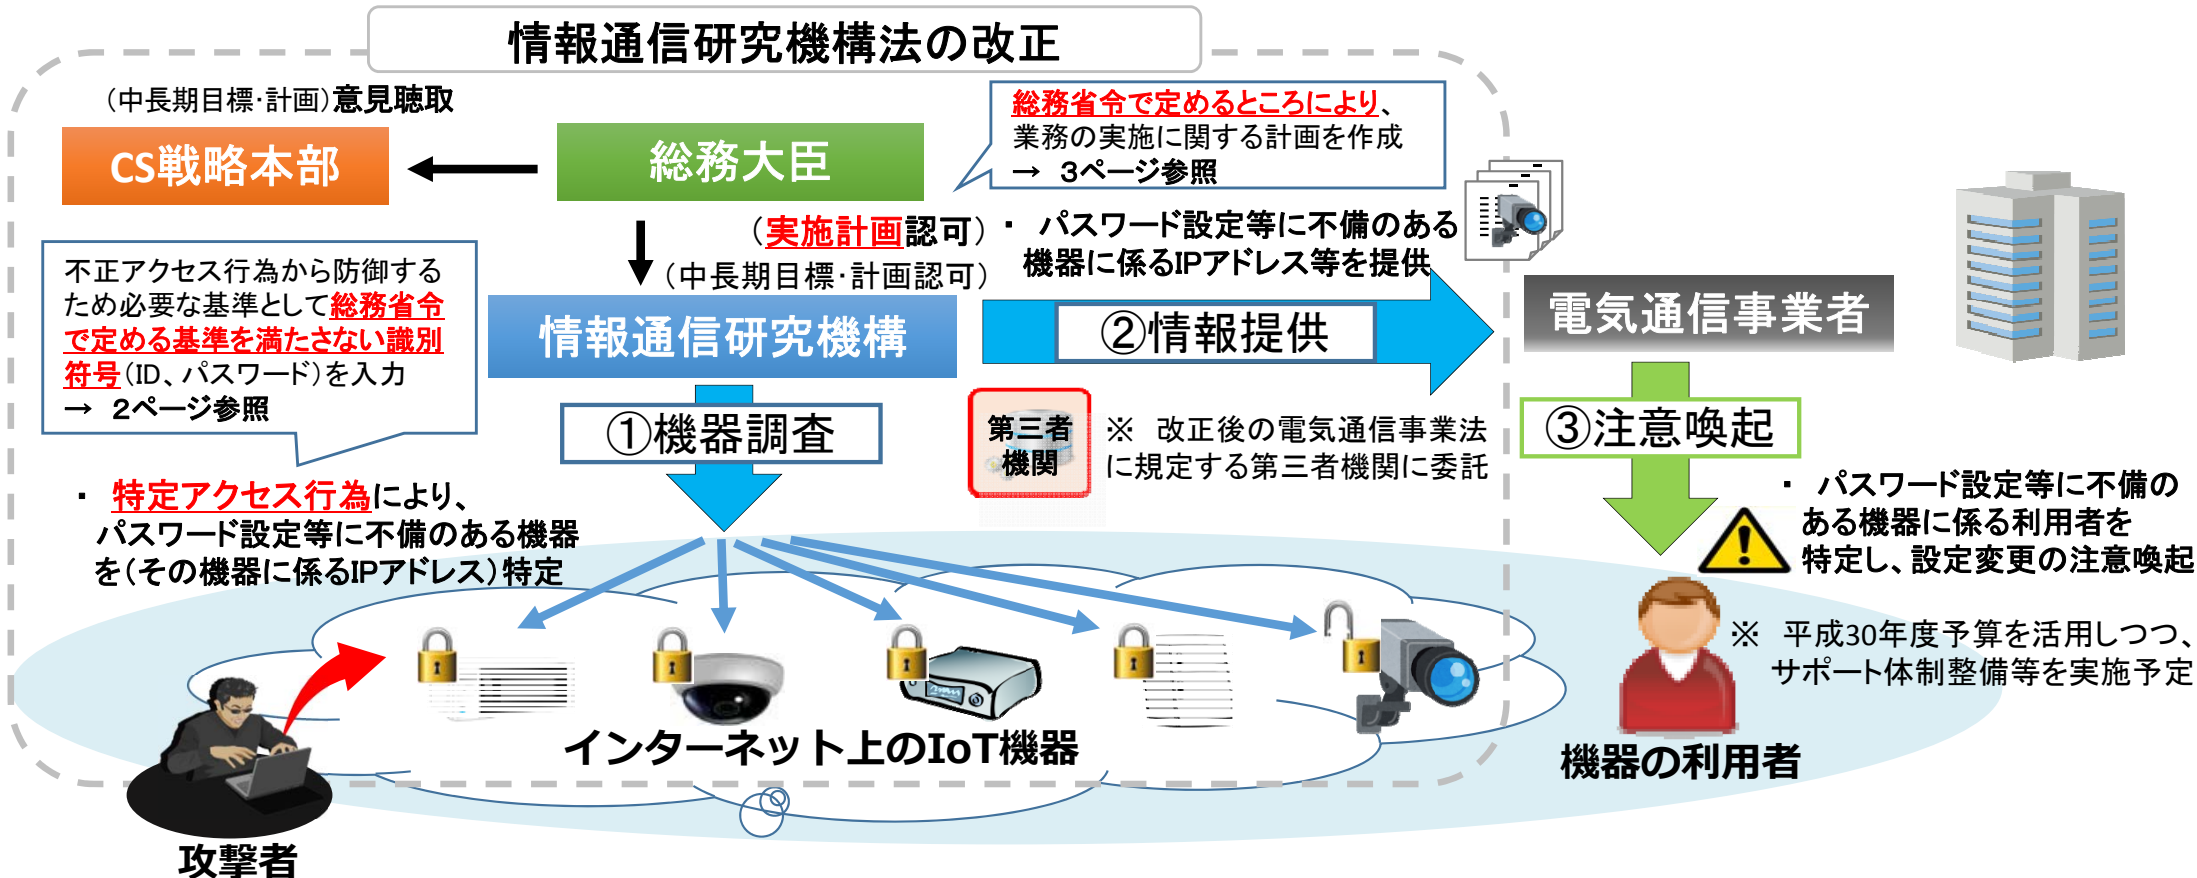 情報通信研究機構法の改正
（中長期目標・計画）意見聴取
CS戦略本部
総務大臣
総務省令で定めるところにより、
業務の実施に関する計画を作成
→ 3ページ参照
（実施計画認可）
（中長期目標・計画認可）
・ パスワード設定等に不備のある
機器に係るIPアドレス等を提供
不正アクセス行為から防御する
ため必要な基準として総務省令
で定める基準を満たさない識別
符号（ID、パスワード）を入力
→ 2ページ参照
情報通信研究機構
②情報提供
電気通信事業者
①機器調査
第三者
機関
※ 改正後の電気通信事業法
に規定する第三者機関に委託
③注意喚起
・ 特定アクセス行為により、
パスワード設定等に不備のある機器
を（その機器に係るIPアドレス）特定
・ パスワード設定等に不備の
ある機器に係る利用者を
特定し、設定変更の注意喚起
※ 平成30年度予算を活用しつつ、
サポート体制整備等を実施予定
インターネット上のIoT機器
機器の利用者
攻撃者